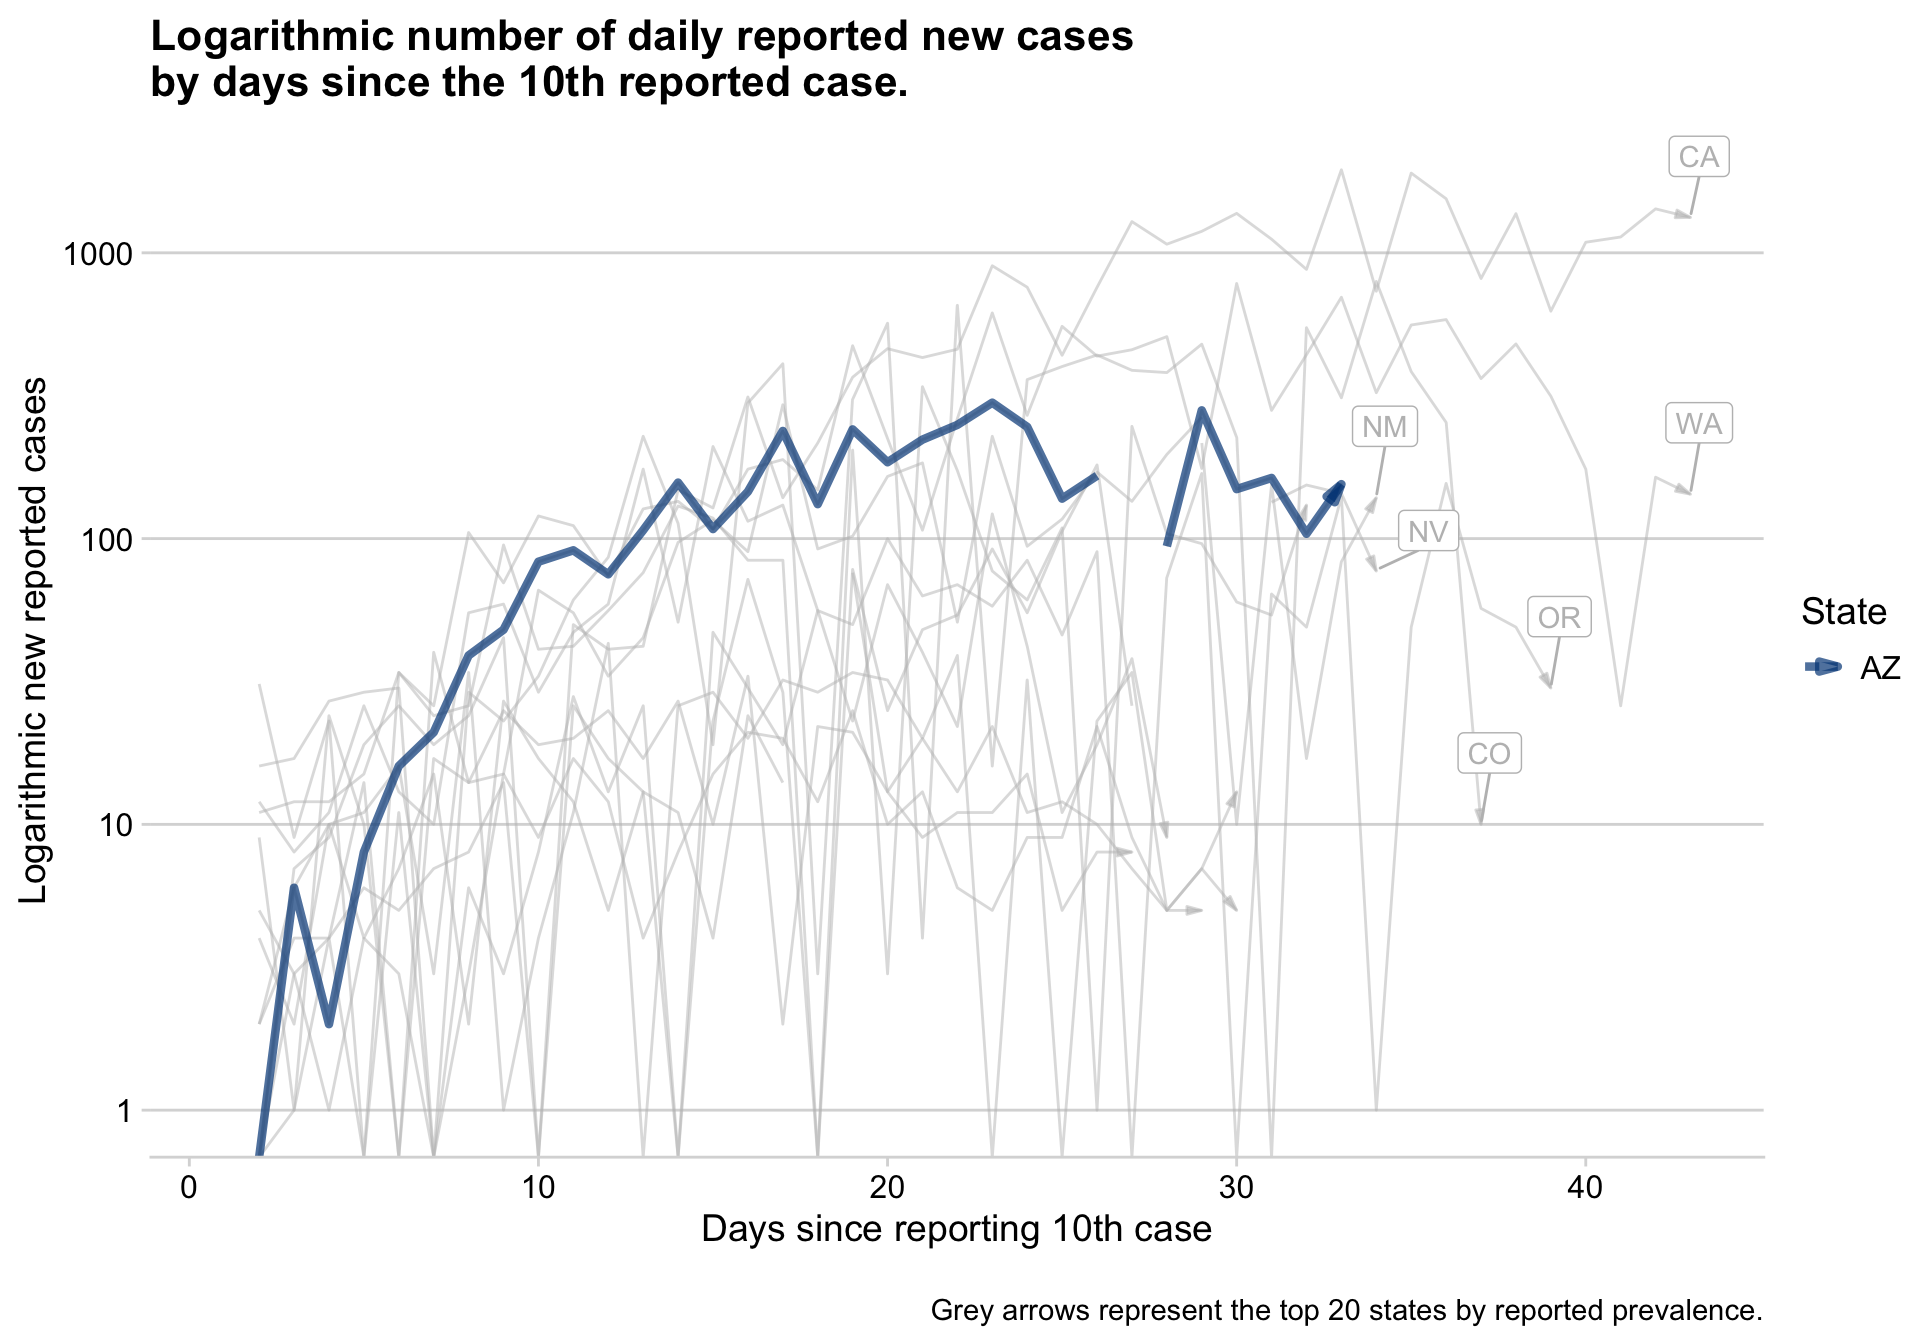 Logarithmic number of daily reported new cases
by days since the 10th reported case.
Logarithmic new reported cases
1000
100
10
1
CA
WA
NM
NV
OR
CO
State
AZ
0
10
20
30
40
Days since reporting 10th case
Grey arrows represent the top 20 states by reported prevalence.